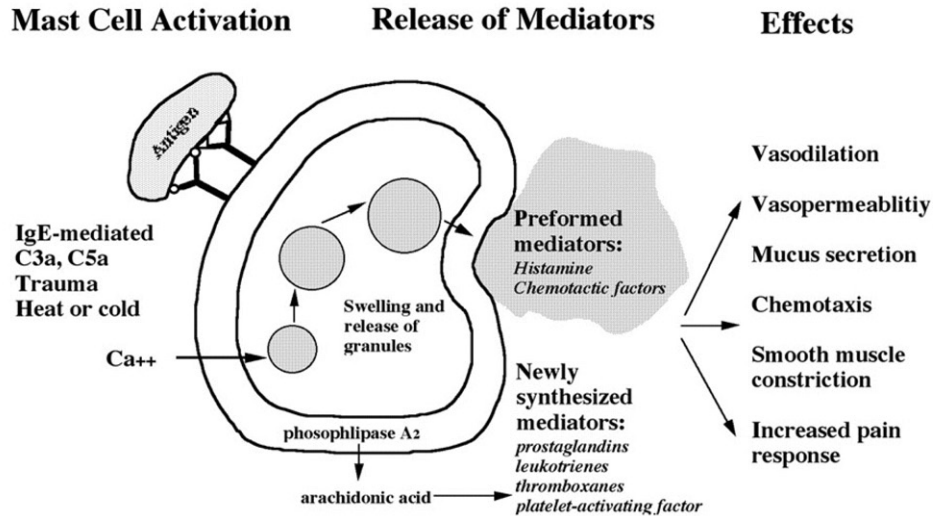 Mast Cell Activation
Release of Mediators
Effects
Antigen
IgE-mediated
C3a, C5a
Trauma
Heat or cold
Ca++
Swelling and
release of
granules
phosophlipase A2
arachidonic acid
Preformed
mediators:
Histamine
Chemotactic factors
Newly
synthesized
mediators:
prostaglandins
leukotrienes
thromboxanes
platelet-activating factor
Vasodilation
Vasopermeablitiy
Mucus secretion
Chemotaxis
Smooth muscle
constriction
Increased pain
response